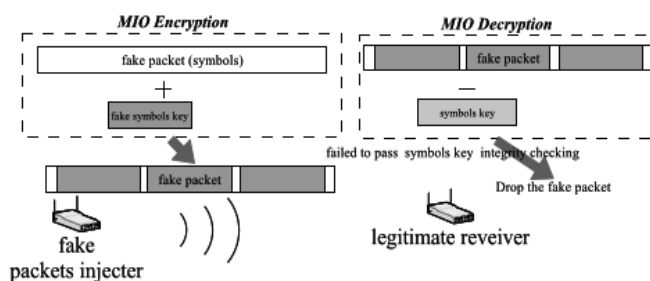 MIO Encryption
fake packet (symbols)
fake symbols key
fake packet
fake
packets injecter
MIO Decryption
fake packet
symbols key
failed to pass symbols key integrity checking
Drop the fake packet
legitimate reveiver